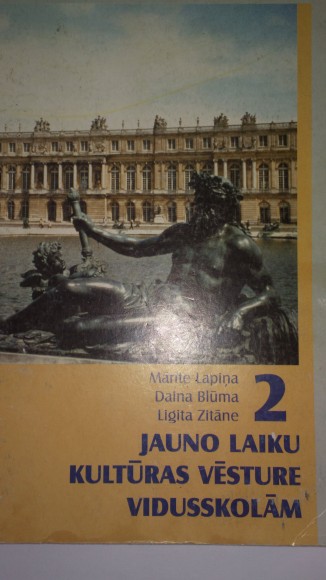 Mārīte Lapiņa
Daina Blūma
Ligita Zitāne
2
JAUNO LAIKU
KULTŪRAS VĒSTURE
VIDUSSKOLĀM